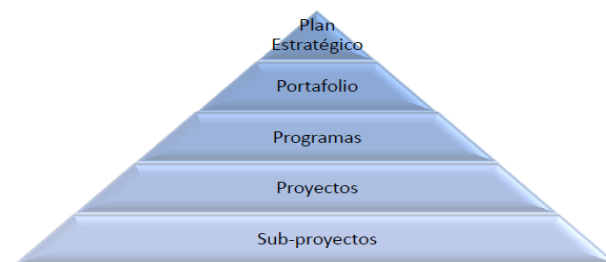 Plan
Estratégico
Portafolio
Programas
Proyectos
Sub-proyectos